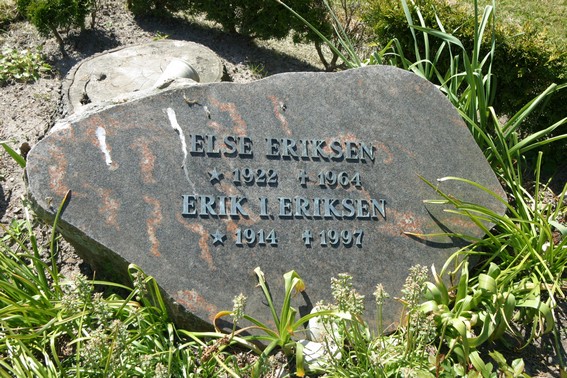 ELSE ERIKSEN
★ 1922 ✝ 1964
ERIK I. ERIKSEN
★ 1914 ✝ 1997